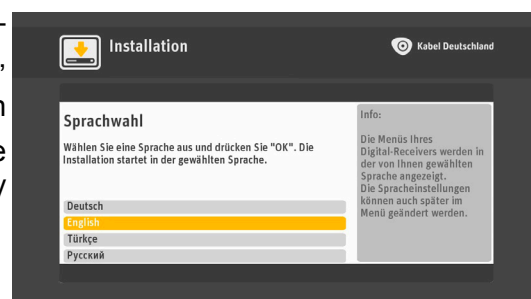 Installation
Kabel Deutschland
Sprachwahl
Wählen Sie eine Sprache aus und drücken Sie "OK". Die
Installation startet in der gewählten Sprache.
Deutsch
English
Türkçe
Русский
Info:
Die Menüs Ihres
Digital-Receivers werden in
der von Ihnen gewählten
Sprache angezeigt.
Die Spracheinstellungen
können auch später im
Menü geändert werden.